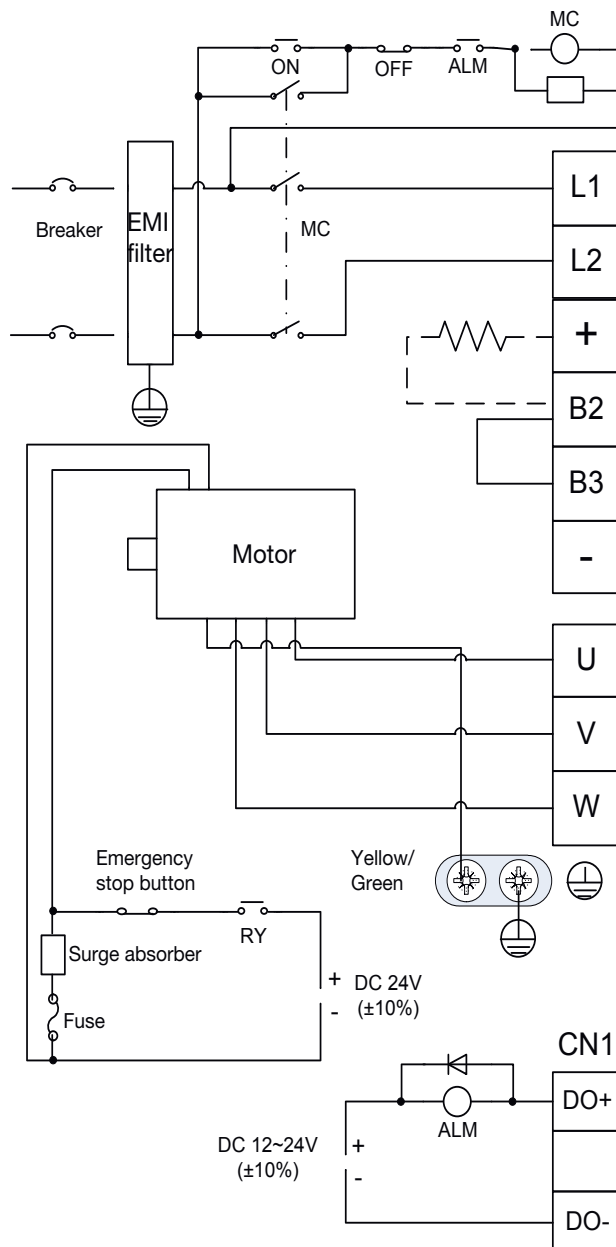 MC
ON
OFF
ALM
L1
Breaker
EMI
filter
MC
L2
+
B2
B3
-
Motor
U
V
W
Emergency
stop button
Yellow/
Green
RY
Surge absorber
+
-
DC 24V
(±10%)
Fuse
CN1
DO+
ALM
DC 12~24V
(±10%)
+
-
DO-